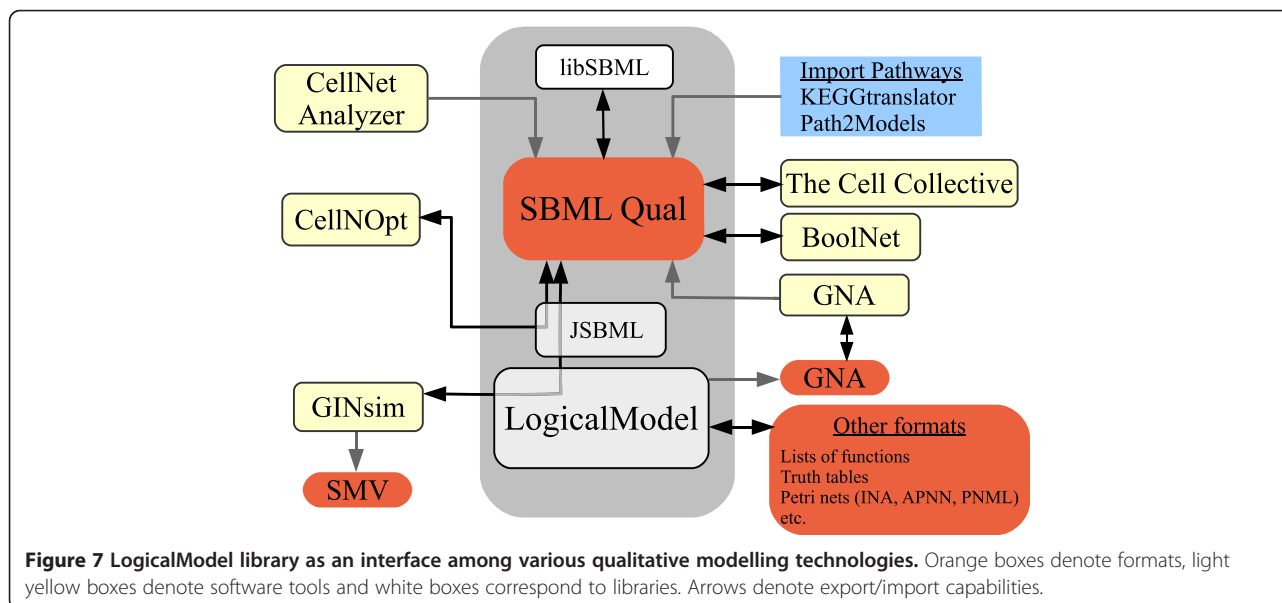 libSBML
CellNet
Analyzer
Import Pathways
KEGGtranslator
Path2Models
SBML Qual
The Cell Collective
CellNOpt
BoolNet
GNA
JSBML
GNA
GINsim
LogicalModel
Other formats
Lists of functions
Truth tables
Petri nets (INA, APNN, PNML)
etc.
SMV
Figure 7 LogicalModel library as an interface among various qualitative modelling technologies. Orange boxes denote formats, light
yellow boxes denote software tools and white boxes correspond to libraries. Arrows denote export/import capabilities.